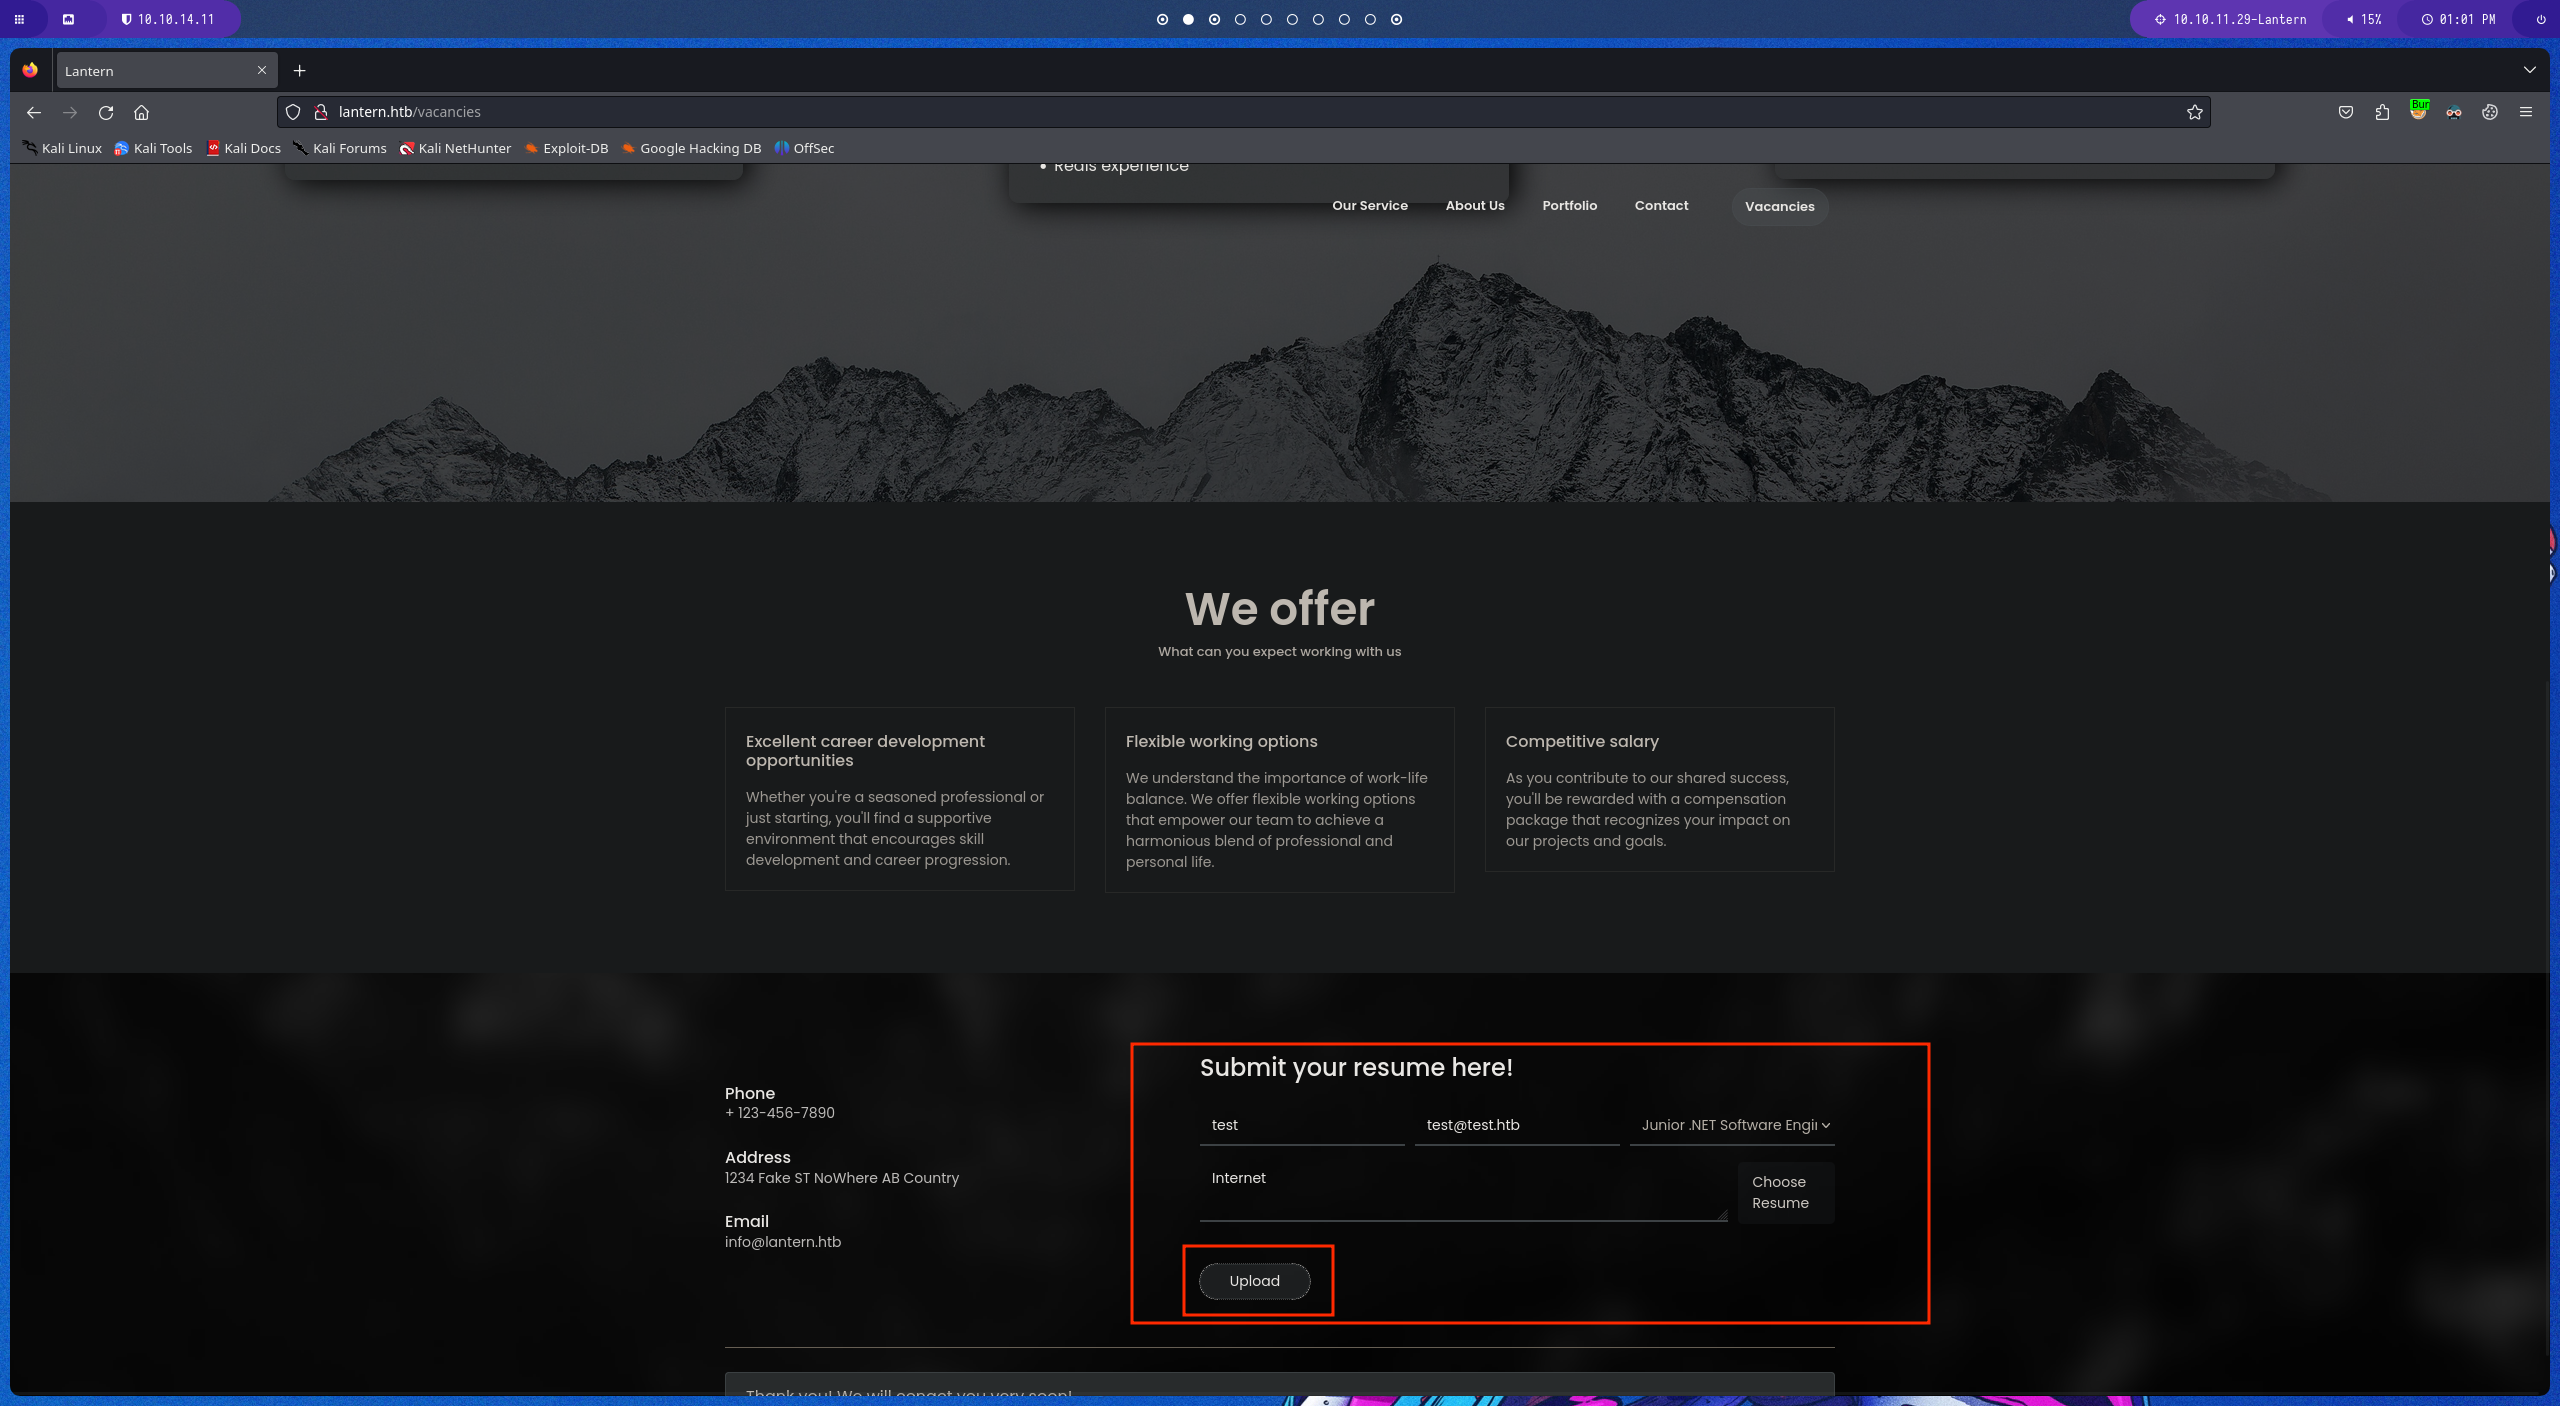 10.10.14.11
10.10.11.29-Lantern
15%
01:01 PM
Lantern
lantern.htb/vacancies
Bur
Kali Linux
Kali Tools
Kali Docs
Kali Forums
Kali NetHunter
Exploit-DB
Google Hacking DB
OffSec
Redis experience
Our Service
About Us
Portfolio
Contact
Vacancies
We offer
What can you expect working with us
Excellent career development
opportunities
Whether you're a seasoned professional or
just starting, you'll find a supportive
environment that encourages skill
development and career progression.
Flexible working options
We understand the importance of work-life
balance. We offer flexible working options
that empower our team to achieve a
harmonious blend of professional and
personal life.
Competitive salary
As you contribute to our shared success,
you'll be rewarded with a compensation
package that recognizes your impact on
our projects and goals.
Phone
+ 123-456-7890
Address
1234 Fake ST NoWhere AB Country
Email
info@lantern.htb
Submit your resume here!
test
test@test.htb
Junior .NET Software Engi
Internet
Choose
Resume
Upload
Thank you! We will congat you very soon!